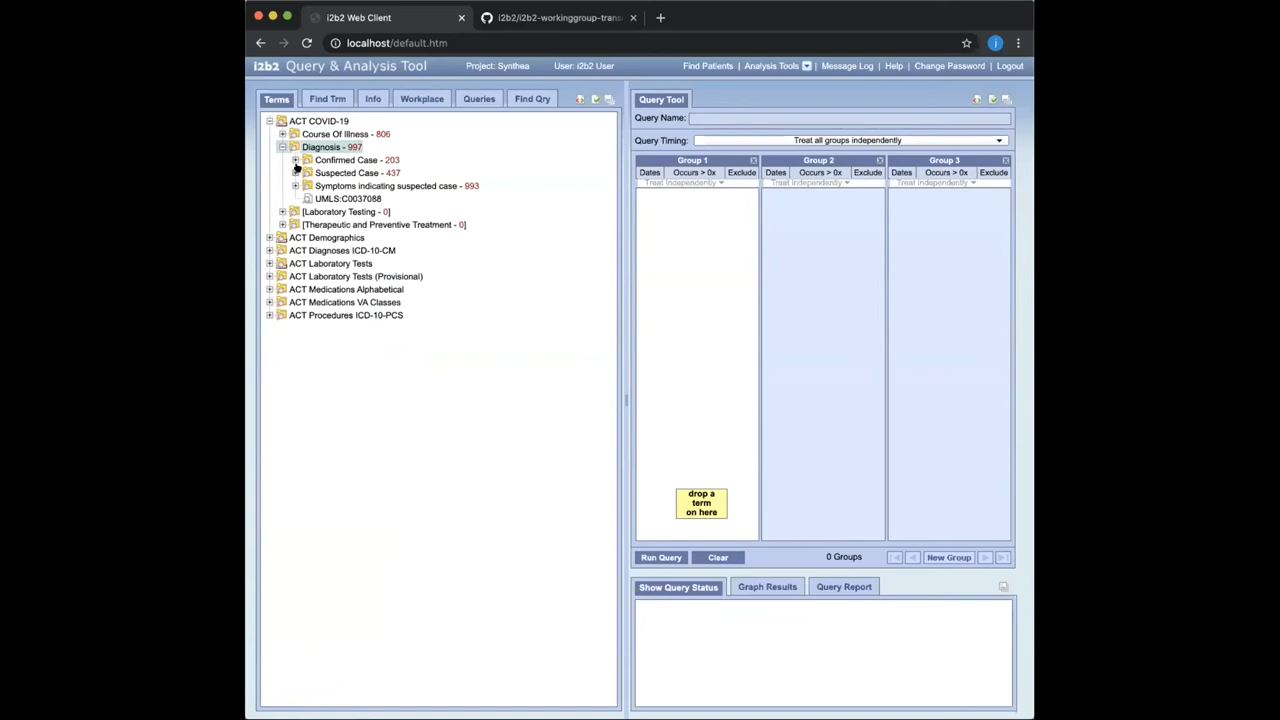 i2b2 Web Client
i2b2/i2b2-workinggroup-trans
localhost/default.htm
i2b2 Query & Analysis Tool
Project: Synthea
User: i2b2 User
Find Patients
Analysis Tools
Message Log
Help
Change Password
Logout
Terms
Find Trm
Info
Workplace
Queries
Find Qry
ACT COVID-19
Course Of Illness - 806
Diagnosis - 997
Confirmed Case - 203
Suspected Case - 437
Symptoms indicating suspected case - 993
UMLS:C0037088
[Laboratory Testing - 0]
[Therapeutic and Preventive Treatment - 0]
ACT Demographics
ACT Diagnoses ICD-10-CM
ACT Laboratory Tests
ACT Laboratory Tests (Provisional)
ACT Medications Alphabetical
ACT Medications VA Classes
ACT Procedures ICD-10-PCS
Query Tool
Query Name:
Query Timing:
Treat all groups independently
Group 1
Group 2
Group 3
Dates
Occurs > 0x
Exclude
Dates
Occurs > 0x
Exclude
Dates
Occurs > 0x
Exclude
Treat Independently
Treat Independently
Treat Independently
drop a
term
on here
Run Query
Clear
0 Groups
New Group
Show Query Status
Graph Results
Query Report